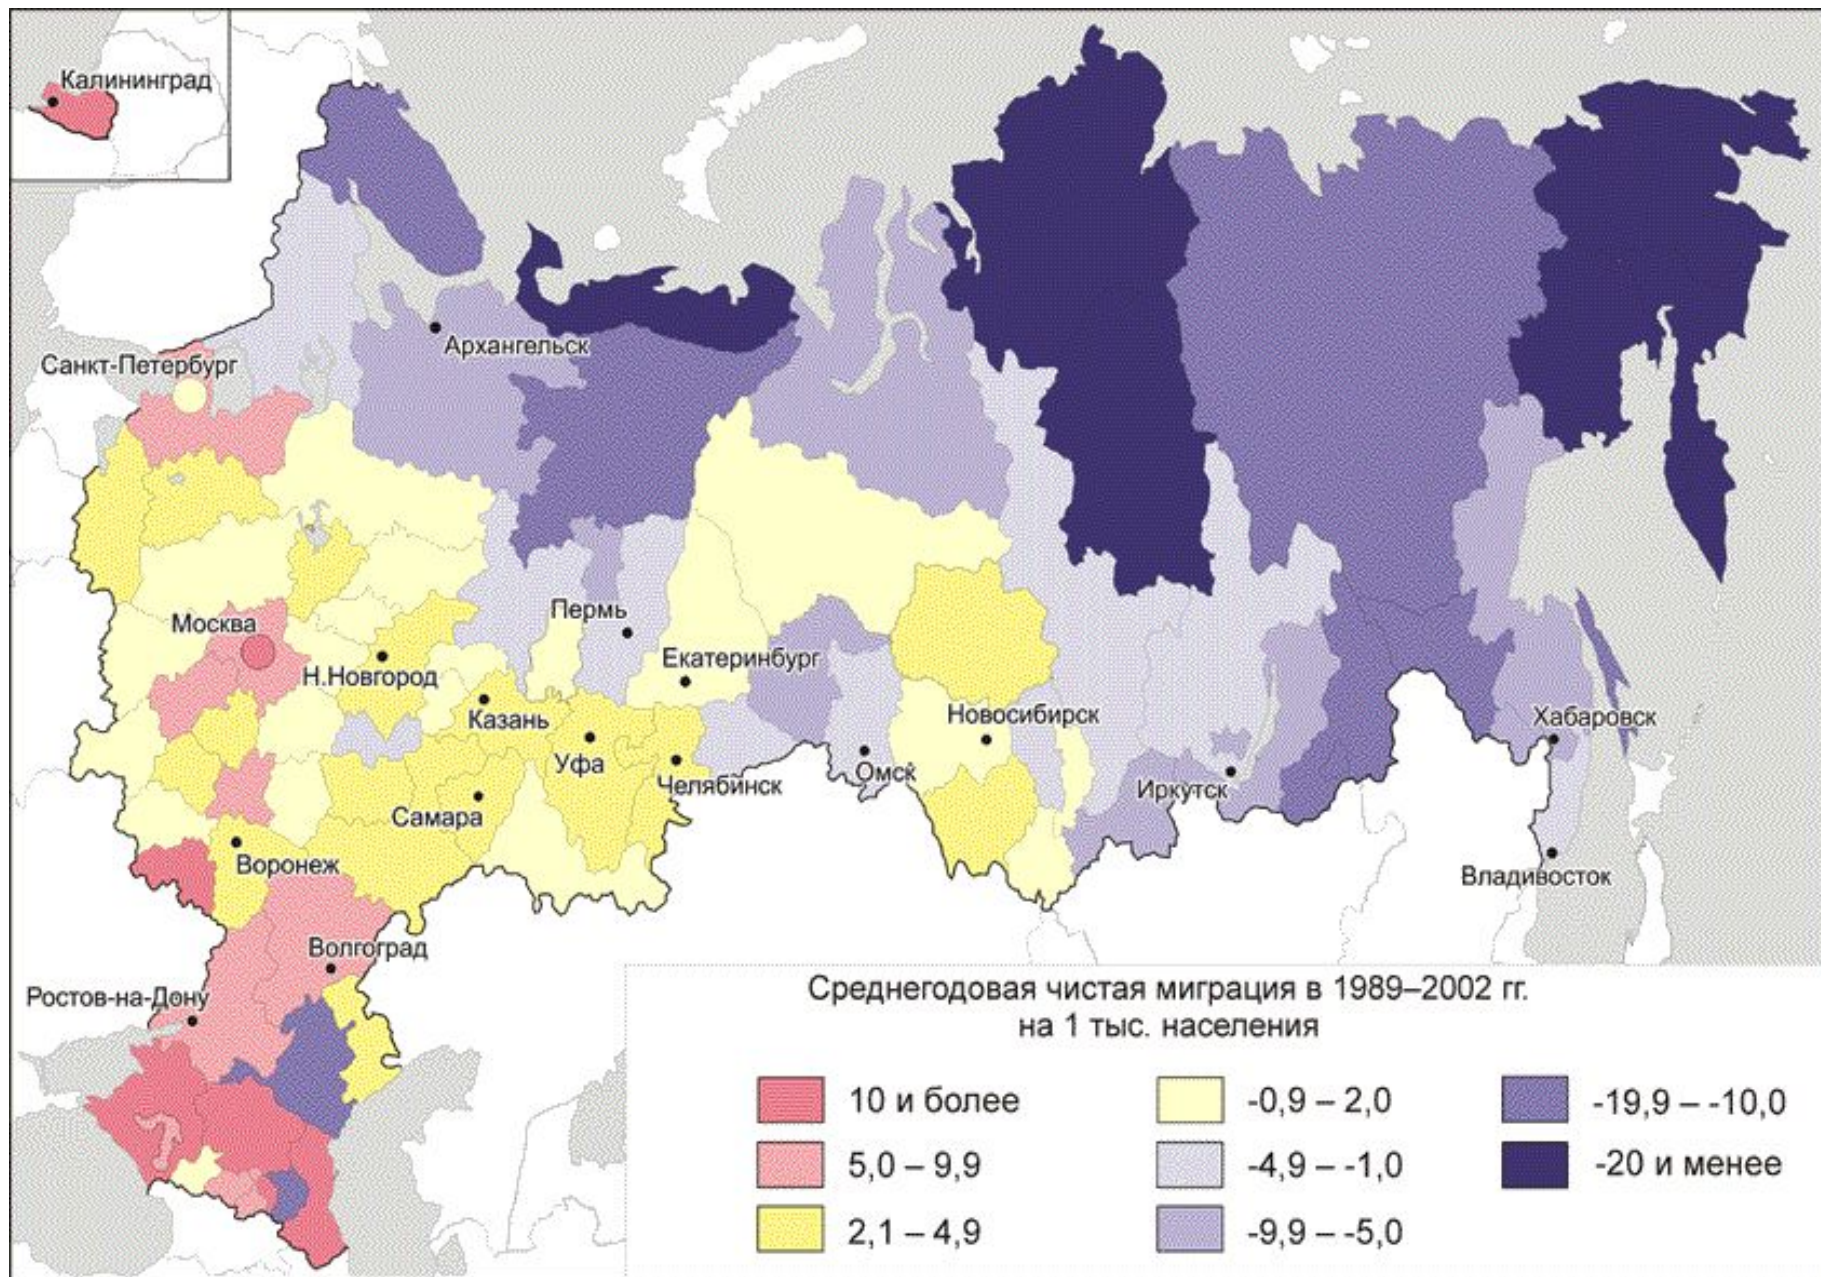 Калининград
Архангельск
Санкт-Петербург
Москва
Пермь
Екатеринбург
Н.Новгород
Казань
Новосибирск
Хабаровск
Уфа
Челябинск
Омск
Иркутск
Самара
Воронеж
Владивосток
Волгоград
Ростов-на-Дону
Среднегодовая чистая миграция в 1989–2002 гг.
на 1 тыс. населения
10 и более
-0,9 – 2,0
-19,9 – -10,0
5,0 – 9,9
-4,9 – -1,0
-20 и менее
2,1 – 4,9
-9,9 – -5,0